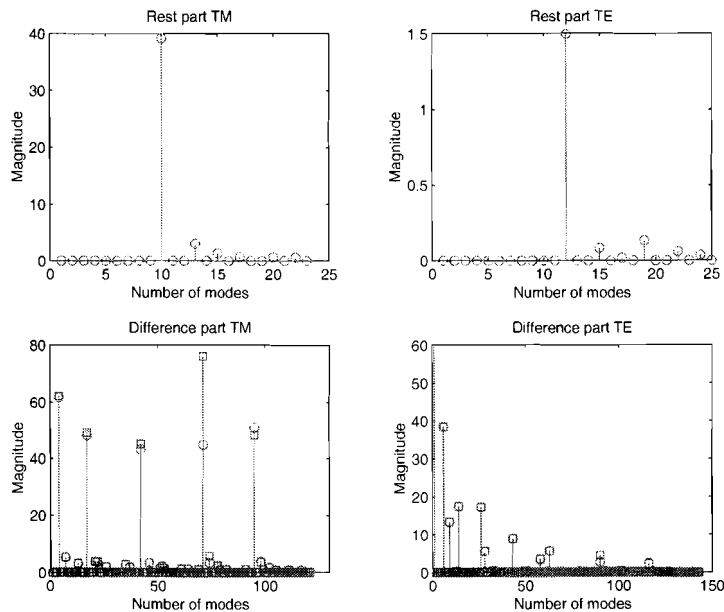 Rest part TM
40
30
20
10
0
Magnitude
0 5 10 15 20 25
Number of modes
Rest part TE
1.5
1
0.5
0
Magnitude
0 5 10 15 20 25
Number of modes
Difference part TM
80
60
40
20
0
Magnitude
0 50 100
Number of modes
Difference part TE
60
50
40
30
20
10
0
Magnitude
0 50 100 150
Number of modes